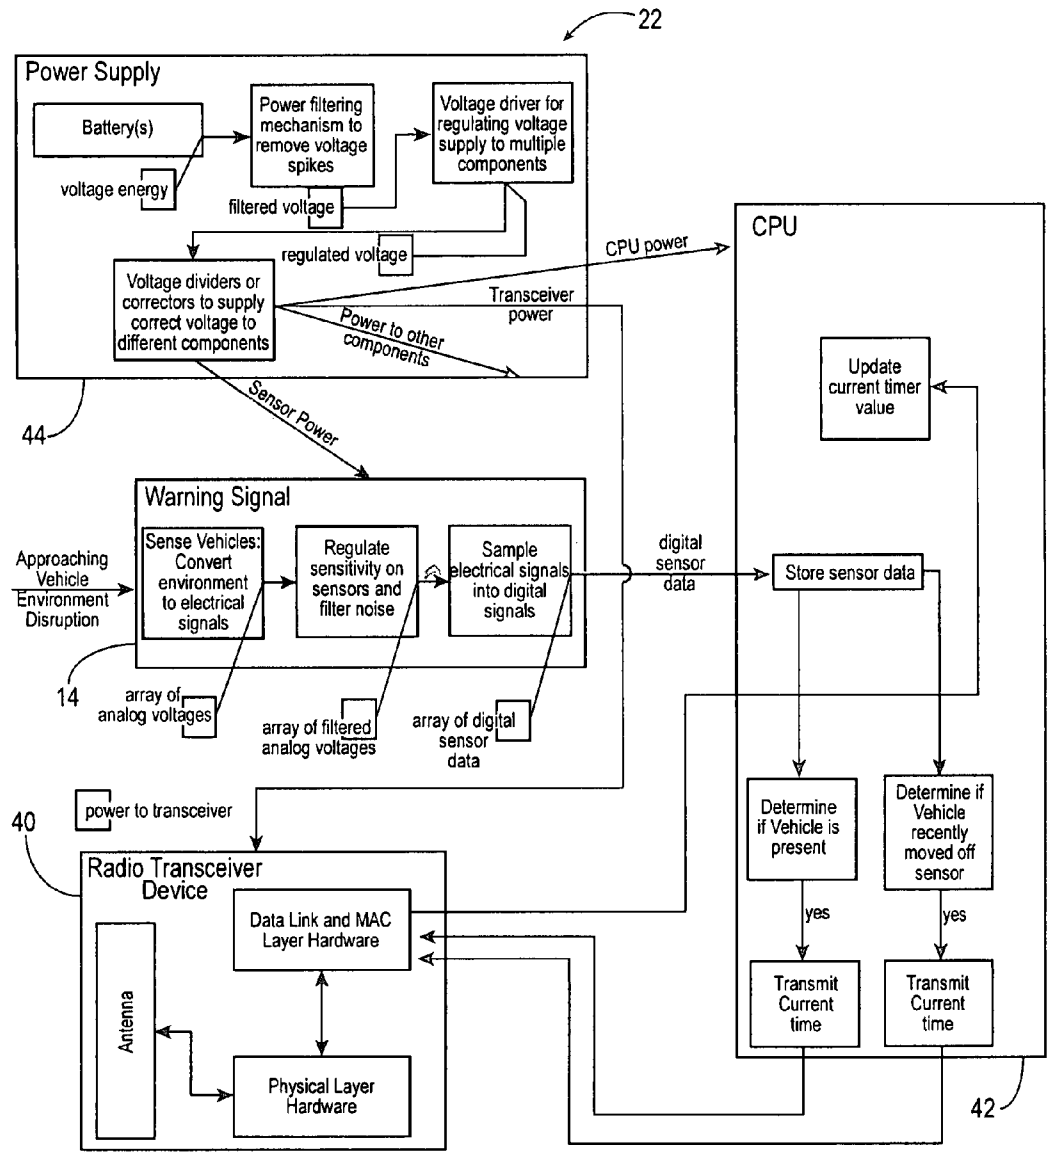 22
Power Supply
Battery(s)
Power filtering
mechanism to
remove voltage
spikes
Voltage driver for
regulating voltage
supply to multiple
components
voltage energy
filtered voltage
regulated voltage
Voltage dividers or
correctors to supply
correct voltage to
different components
CPU power
Transceiver
power
Power to other
components
Sensor Power
44
CPU
Update
current timer
value
Warning Signal
Approaching
Vehicle
Environment
Disruption
Sense Vehicles:
Convert
environment
to electrical
signals
Regulate
sensitivity on
sensors and
filter noise
Sample
electrical signals
into digital
signals
digital
sensor
data
Store sensor data
14
array of
analog voltages
array of filtered
analog voltages
array of digital
sensor
data
Determine
if Vehicle is
present
Determine if
Vehicle
recently
moved off
sensor
yes
yes
Transmit
Current
time
Transmit
Current
time
42
power to transceiver
40
Radio Transceiver
Device
Antenna
Data Link and MAC
Layer Hardware
Physical Layer
Hardware